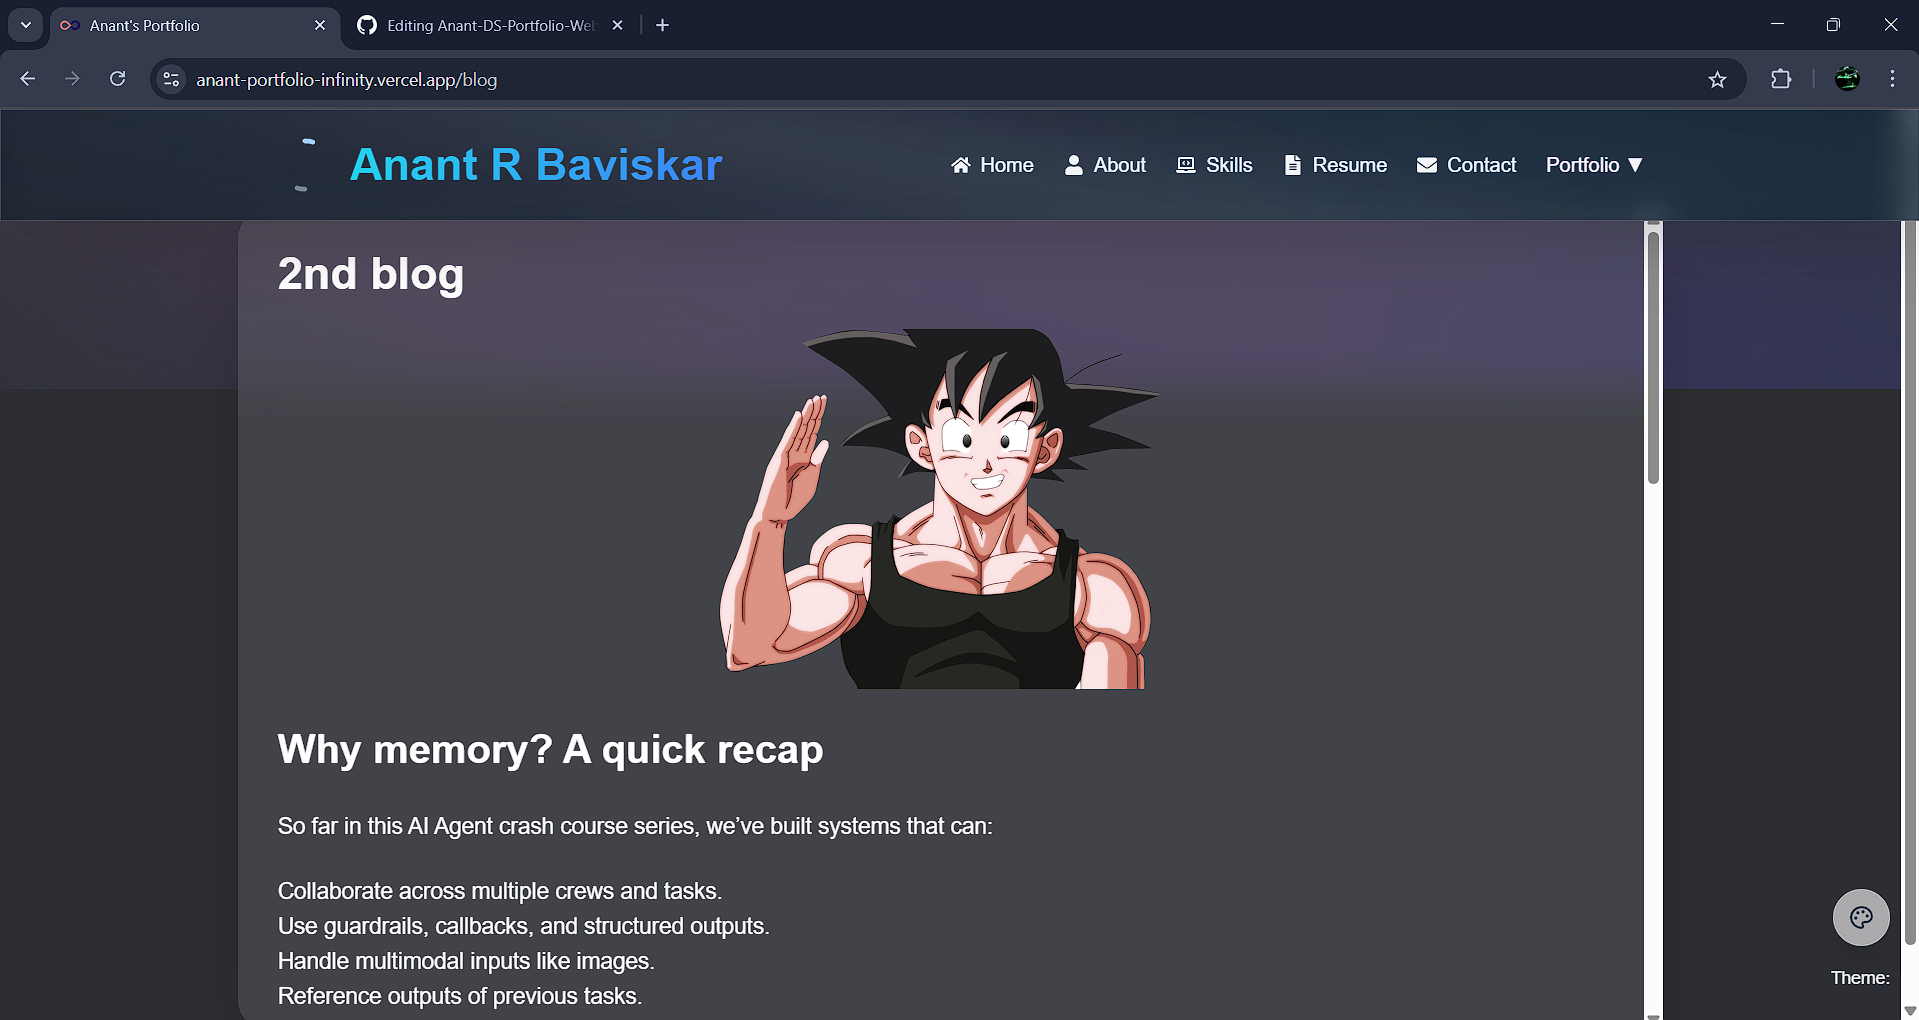 Anant's Portfolio
Editing Anant-DS-Portfolio-We
anant-portfolio-infinity.vercel.app/blog
Anant R Baviskar
Home
About
Skills
Resume
Contact
Portfolio ▼
2nd blog
Why memory? A quick recap
So far in this AI Agent crash course series, we’ve built systems that can:
Collaborate across multiple crews and tasks.
Use guardrails, callbacks, and structured outputs.
Handle multimodal inputs like images.
Reference outputs of previous tasks.
Theme: